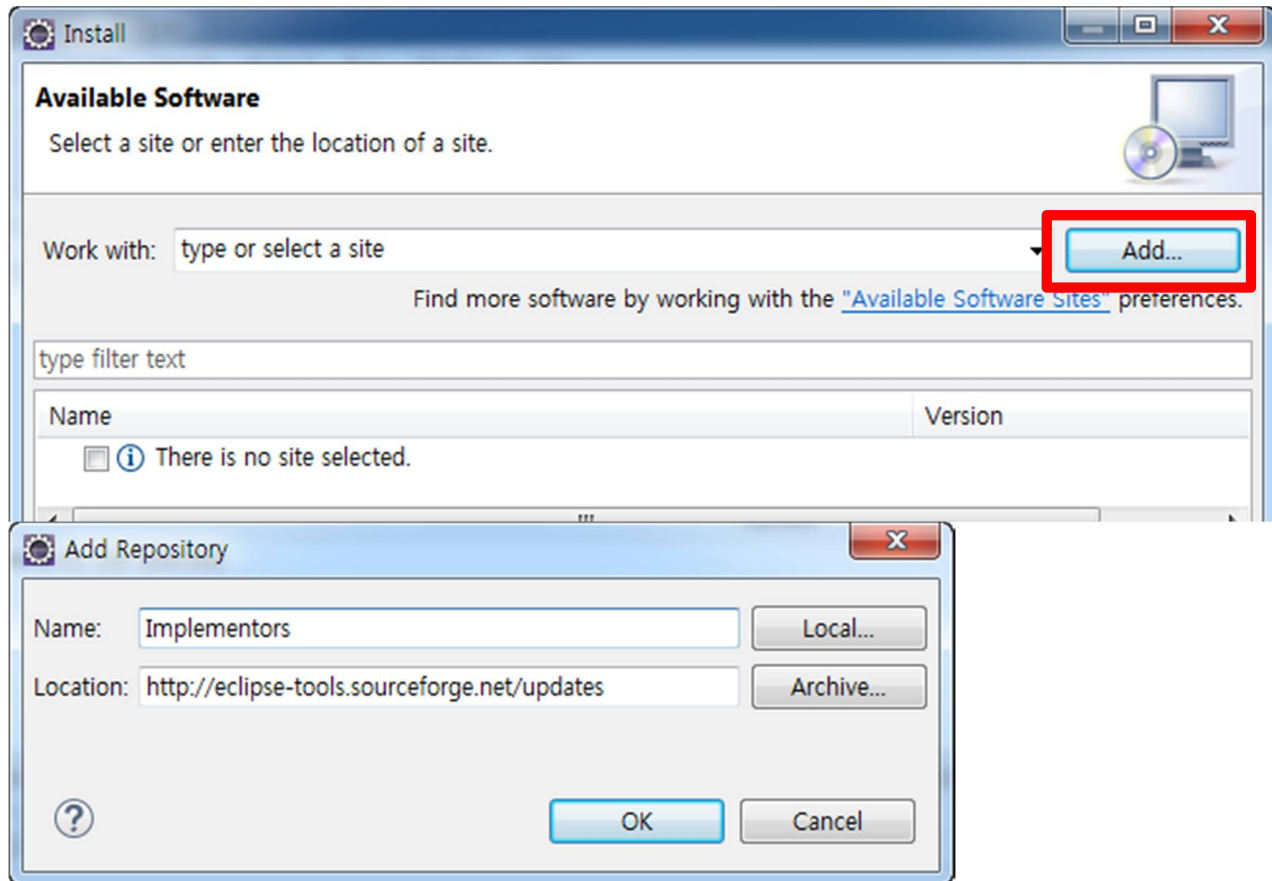 Install
Available Software
Select a site or enter the location of a site.
Work with: type or select a site Add...
Find more software by working with the "Available Software Sites" preferences.
type filter text
Name Version
There is no site selected.
Add Repository
Name: Implementors Local...
Location: http://eclipse-tools.sourceforge.net/updates Archive...
OK Cancel